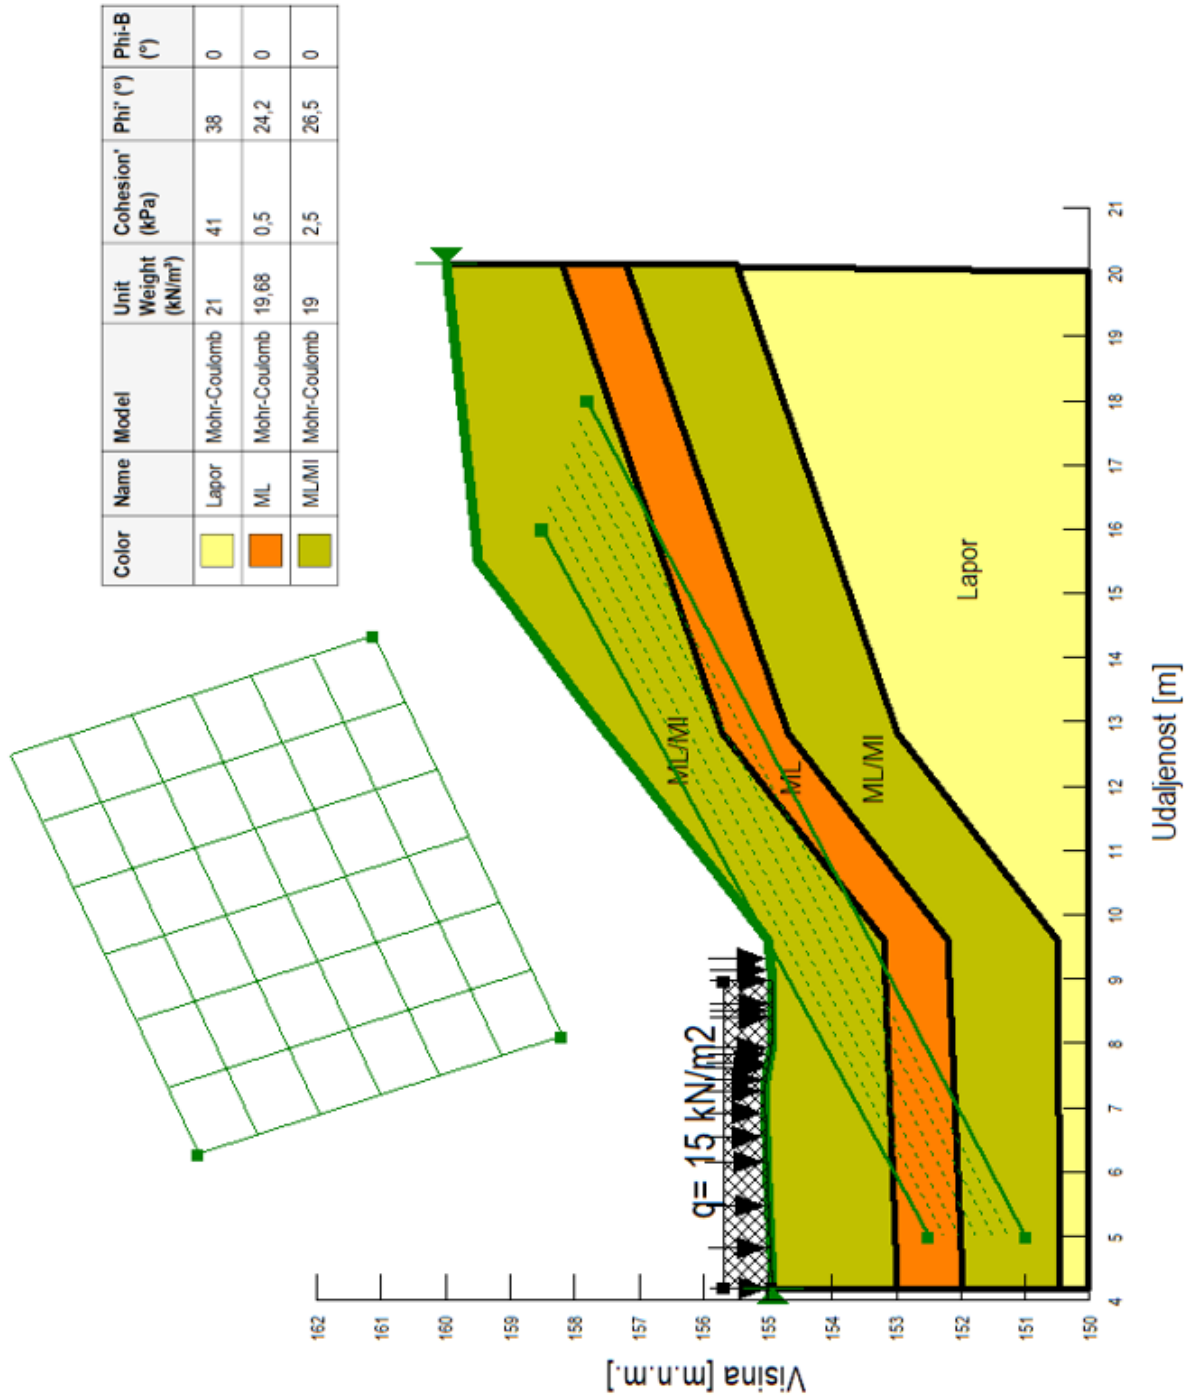 Color Name Model Unit Weight (kN/m³) Cohesion' (kPa) Phi' (°) Phi-B (°)
Lapor Mohr-Coulomb 21 41 38 0
ML Mohr-Coulomb 19,68 0,5 24,2 0
ML/MI Mohr-Coulomb 19 2,5 26,5 0
q= 15 kN/m2
ML/MI
ML
ML/MI
Lapor
Visina [m.n.m.]
162
161
160
159
158
157
156
155
154
153
152
151
150
4 5 6 7 8 9 10 11 12 13 14 15 16 17 18 19 20 21
Udaljenost [m]